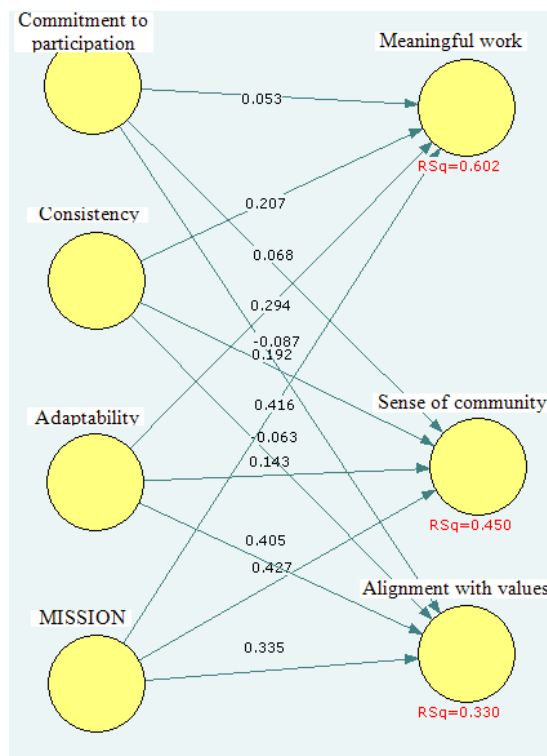 Commitment to
participation
Meaningful work
0.053
RSq=0.602
Consistency
0.207
0.068
0.294
-0.087
0.192
0.416
Sense of community
Adaptability
-0.063
0.143
RSq=0.450
0.405
0.427
Alignment with values
MISSION
0.335
RSq=0.330